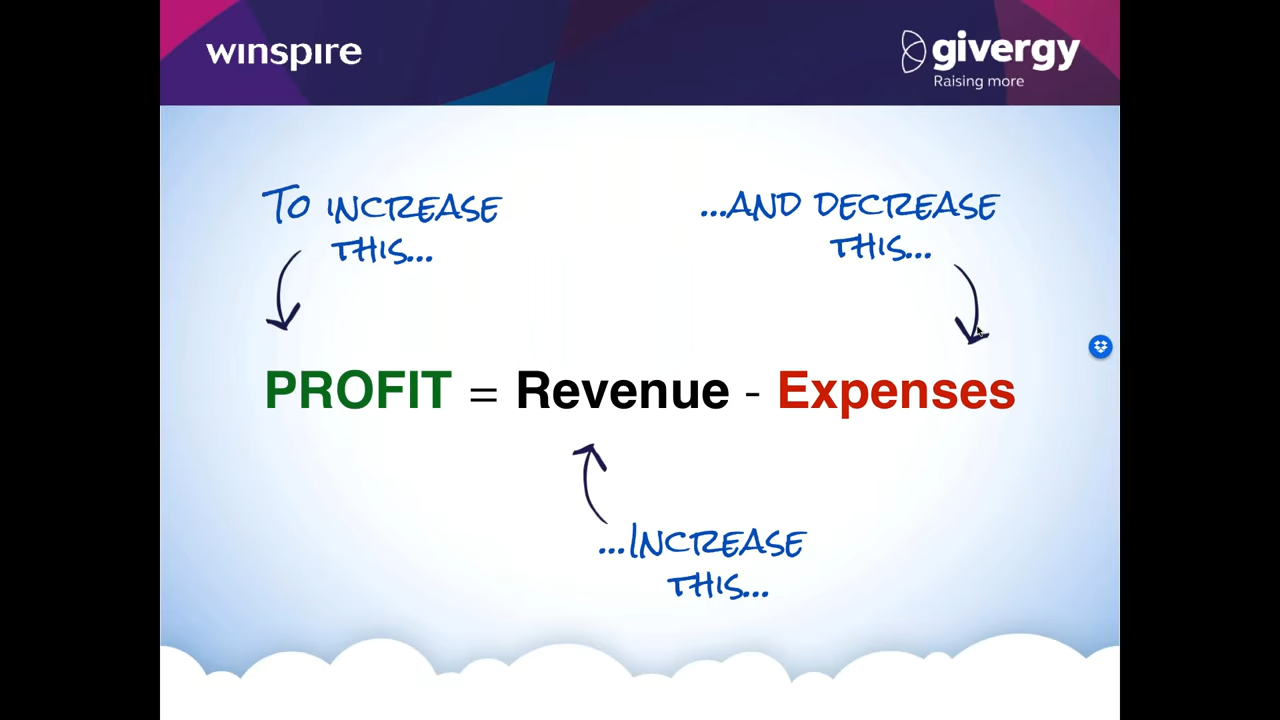 winspire
givergy
Raising more
To increase
this...
...and decrease
this...
PROFIT = Revenue - Expenses
...Increase
this...